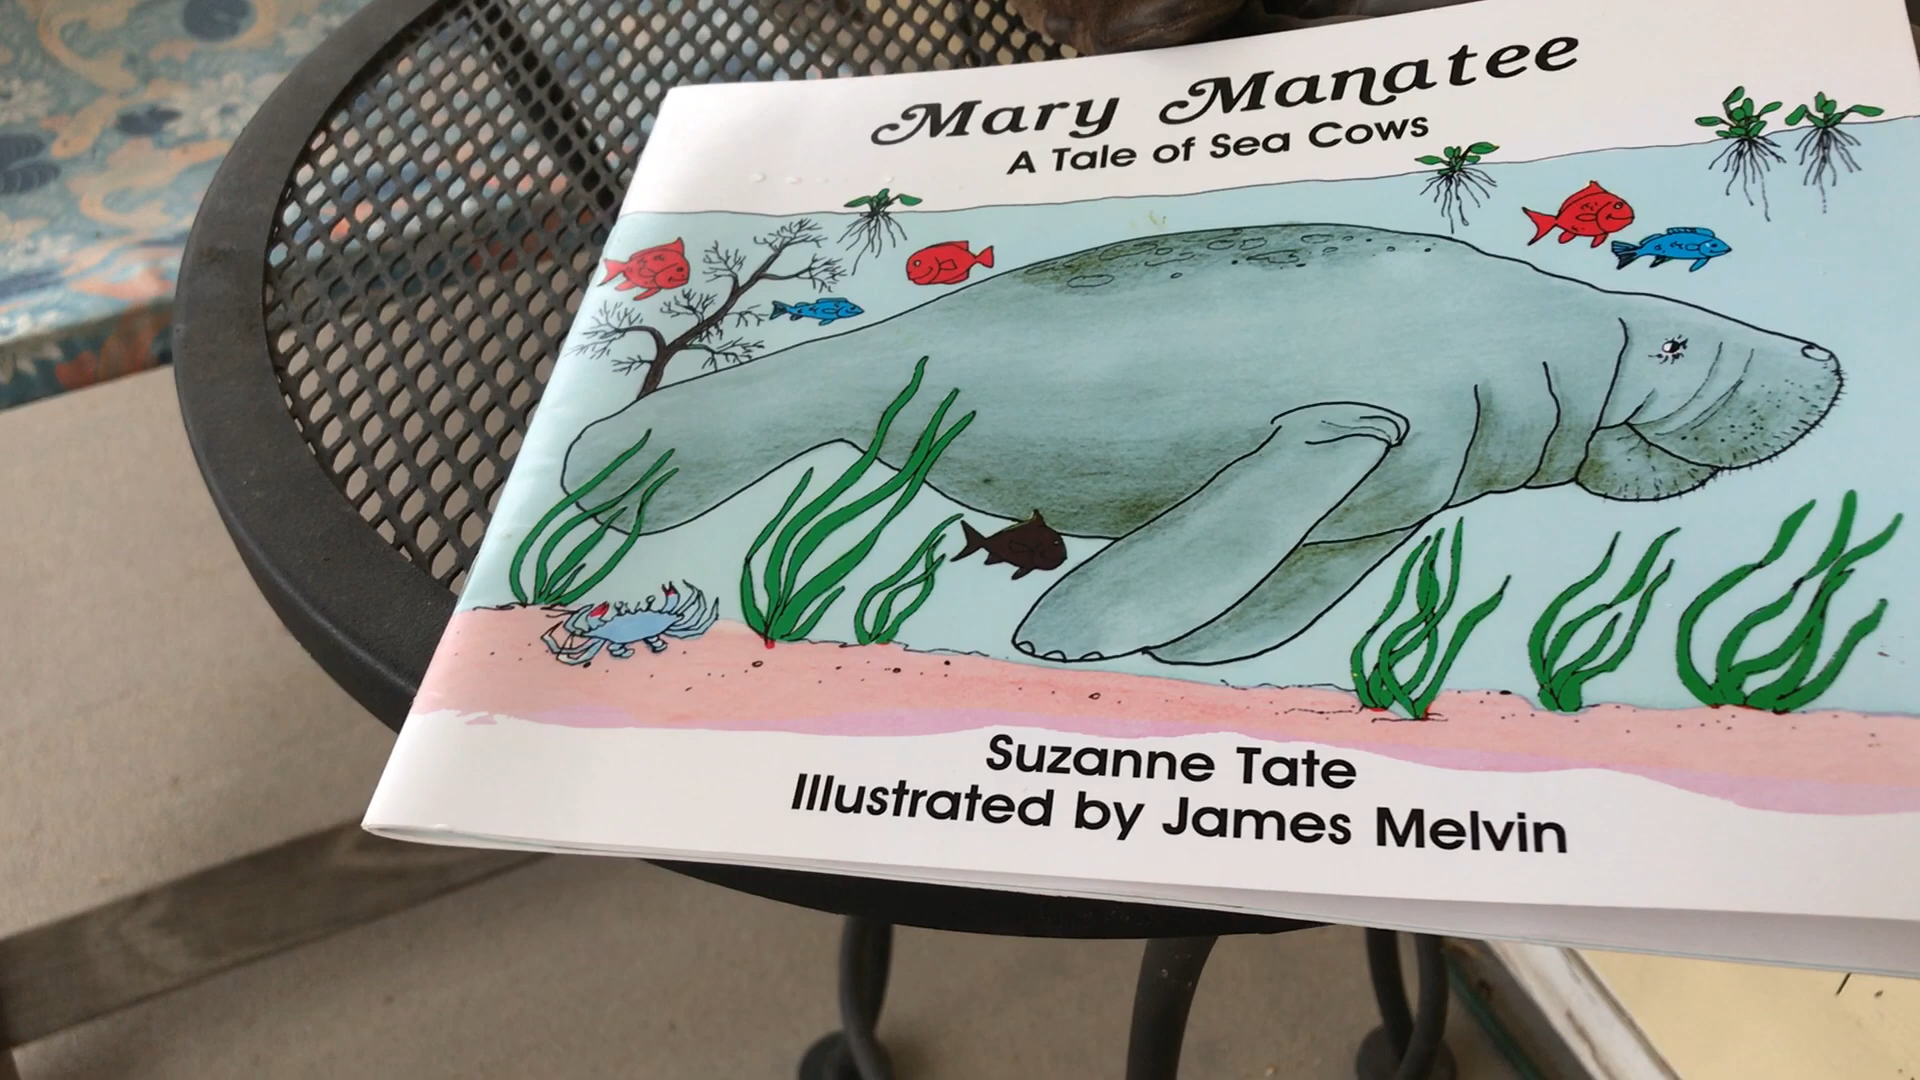 Mary Manatee
A Tale of Sea Cows
Suzanne Tate
Illustrated by James Melvin